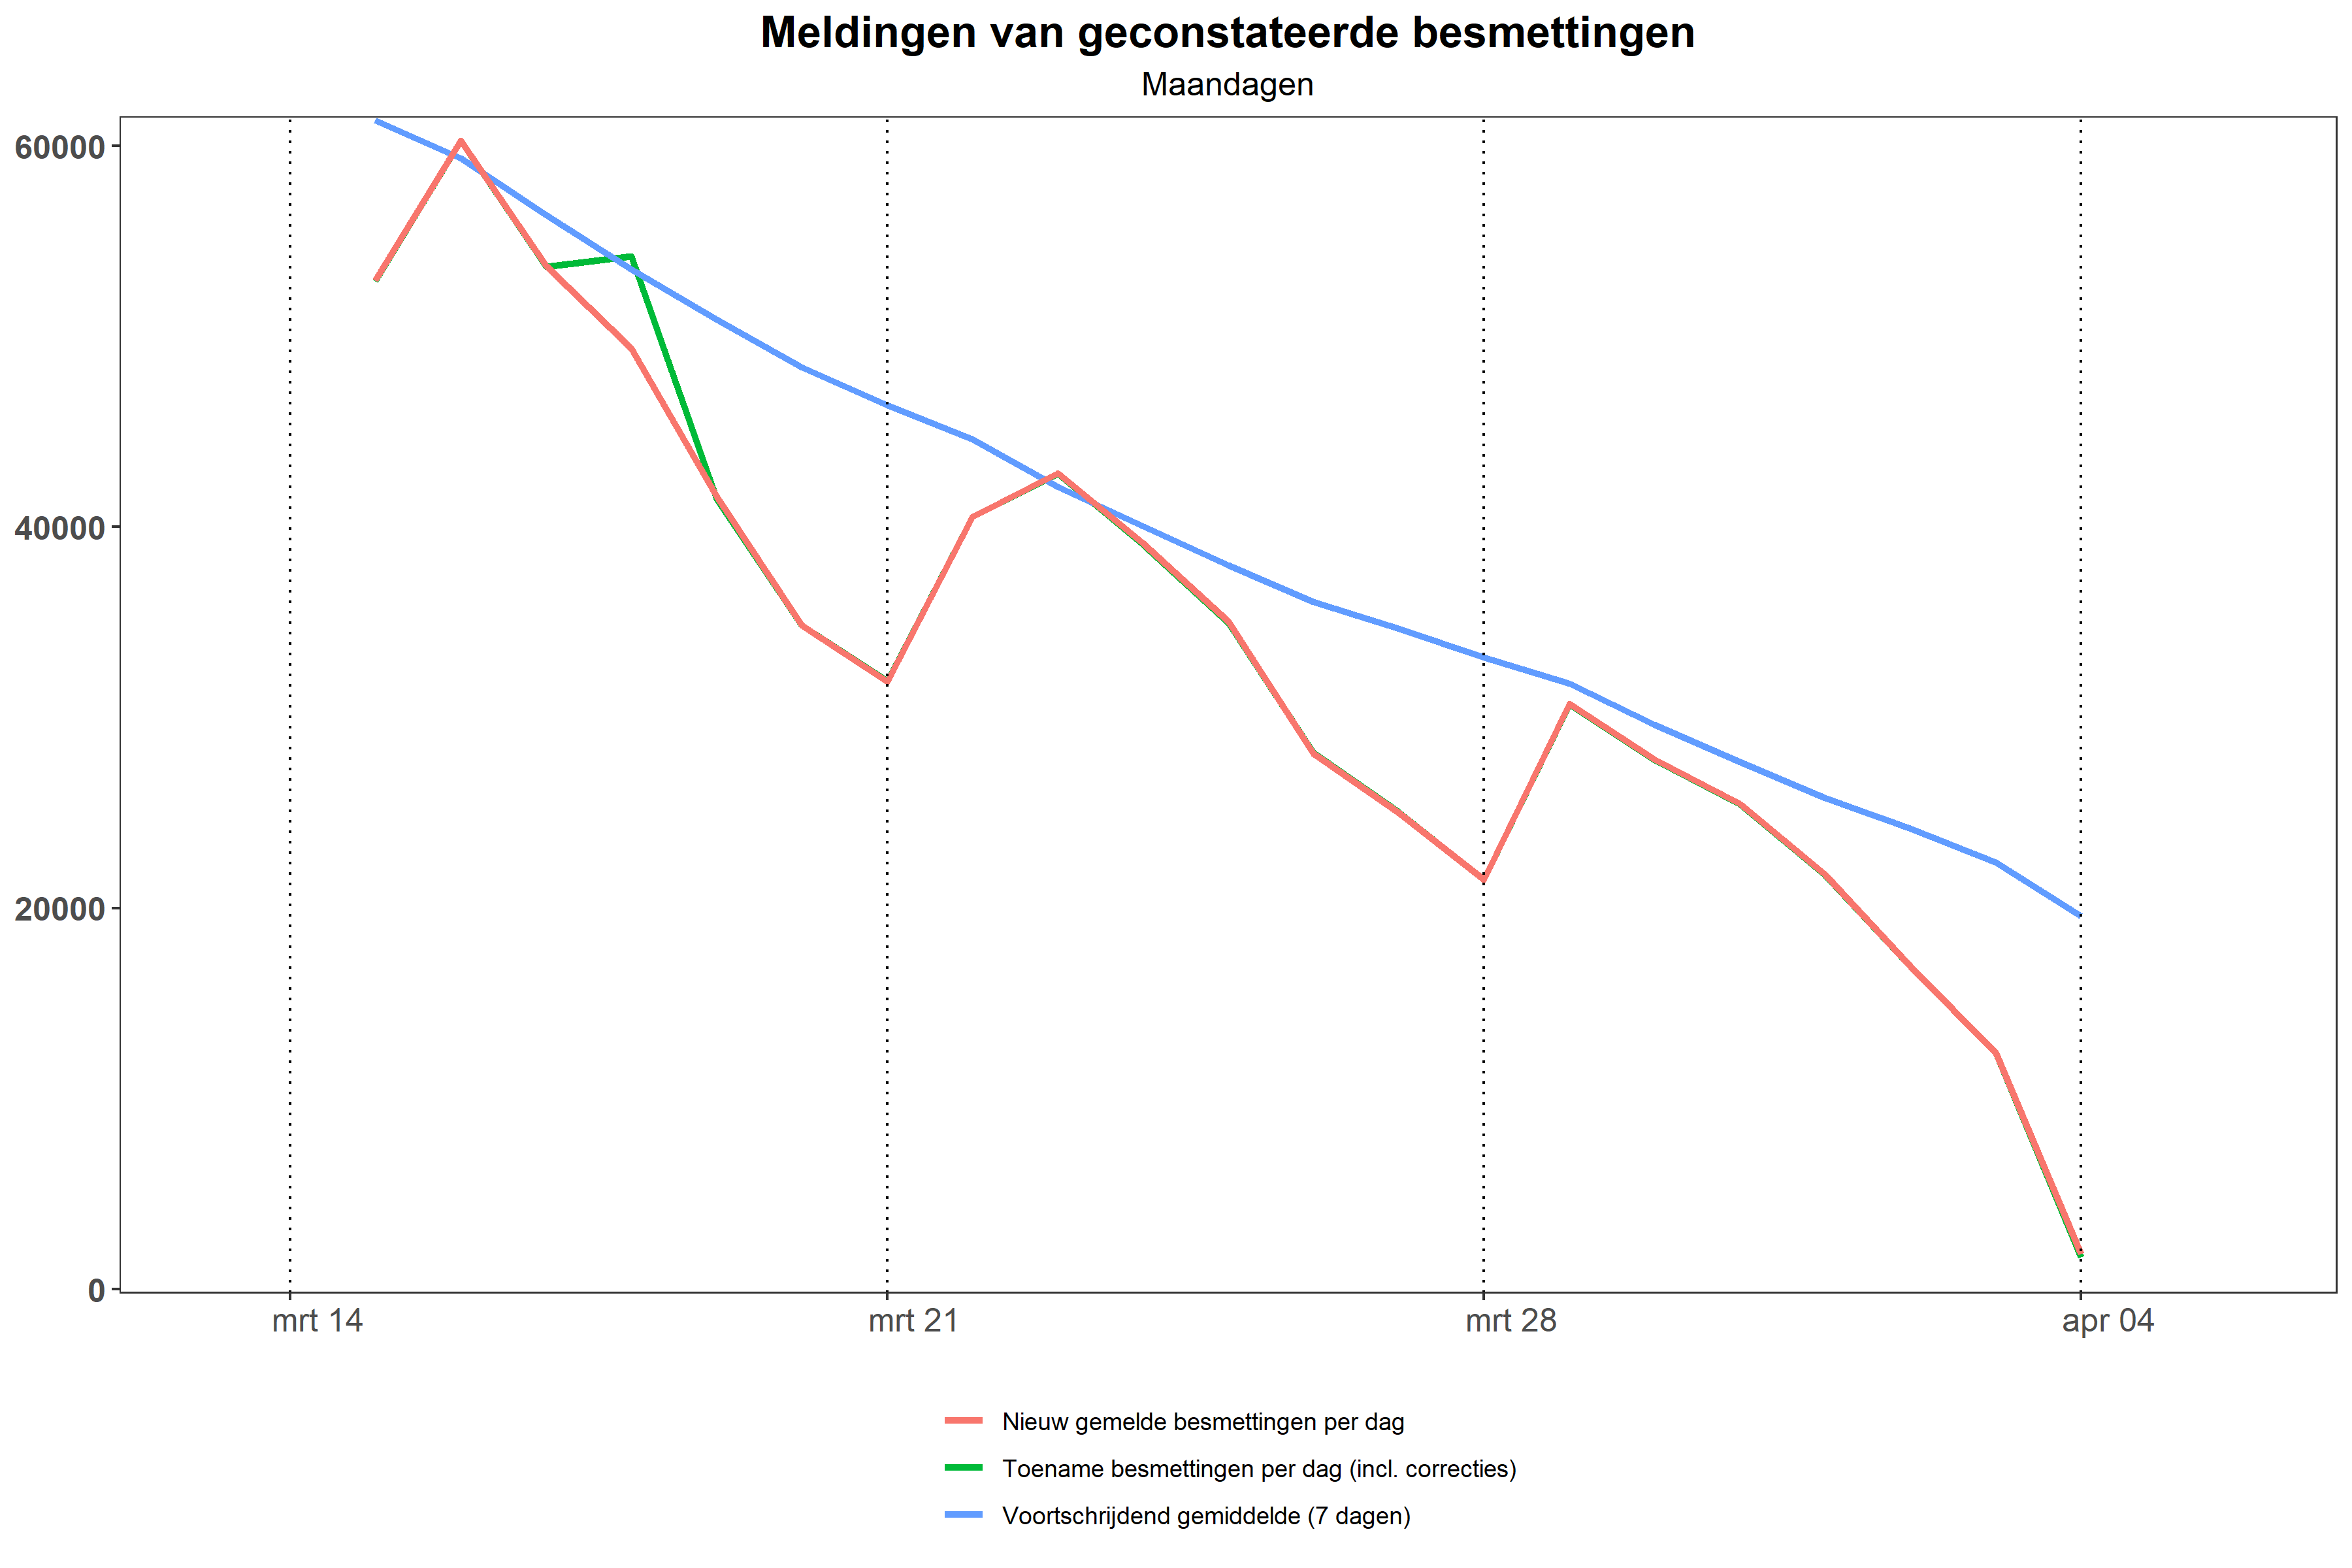 Meldingen van geconstateerde besmettingen
Maandagen
60000
40000
20000
0
mrt 14
mrt 21
mrt 28
apr 04
Nieuw gemelde besmettingen per dag
Toename besmettingen per dag (incl. correcties)
Voortschrijdend gemiddelde (7 dagen)